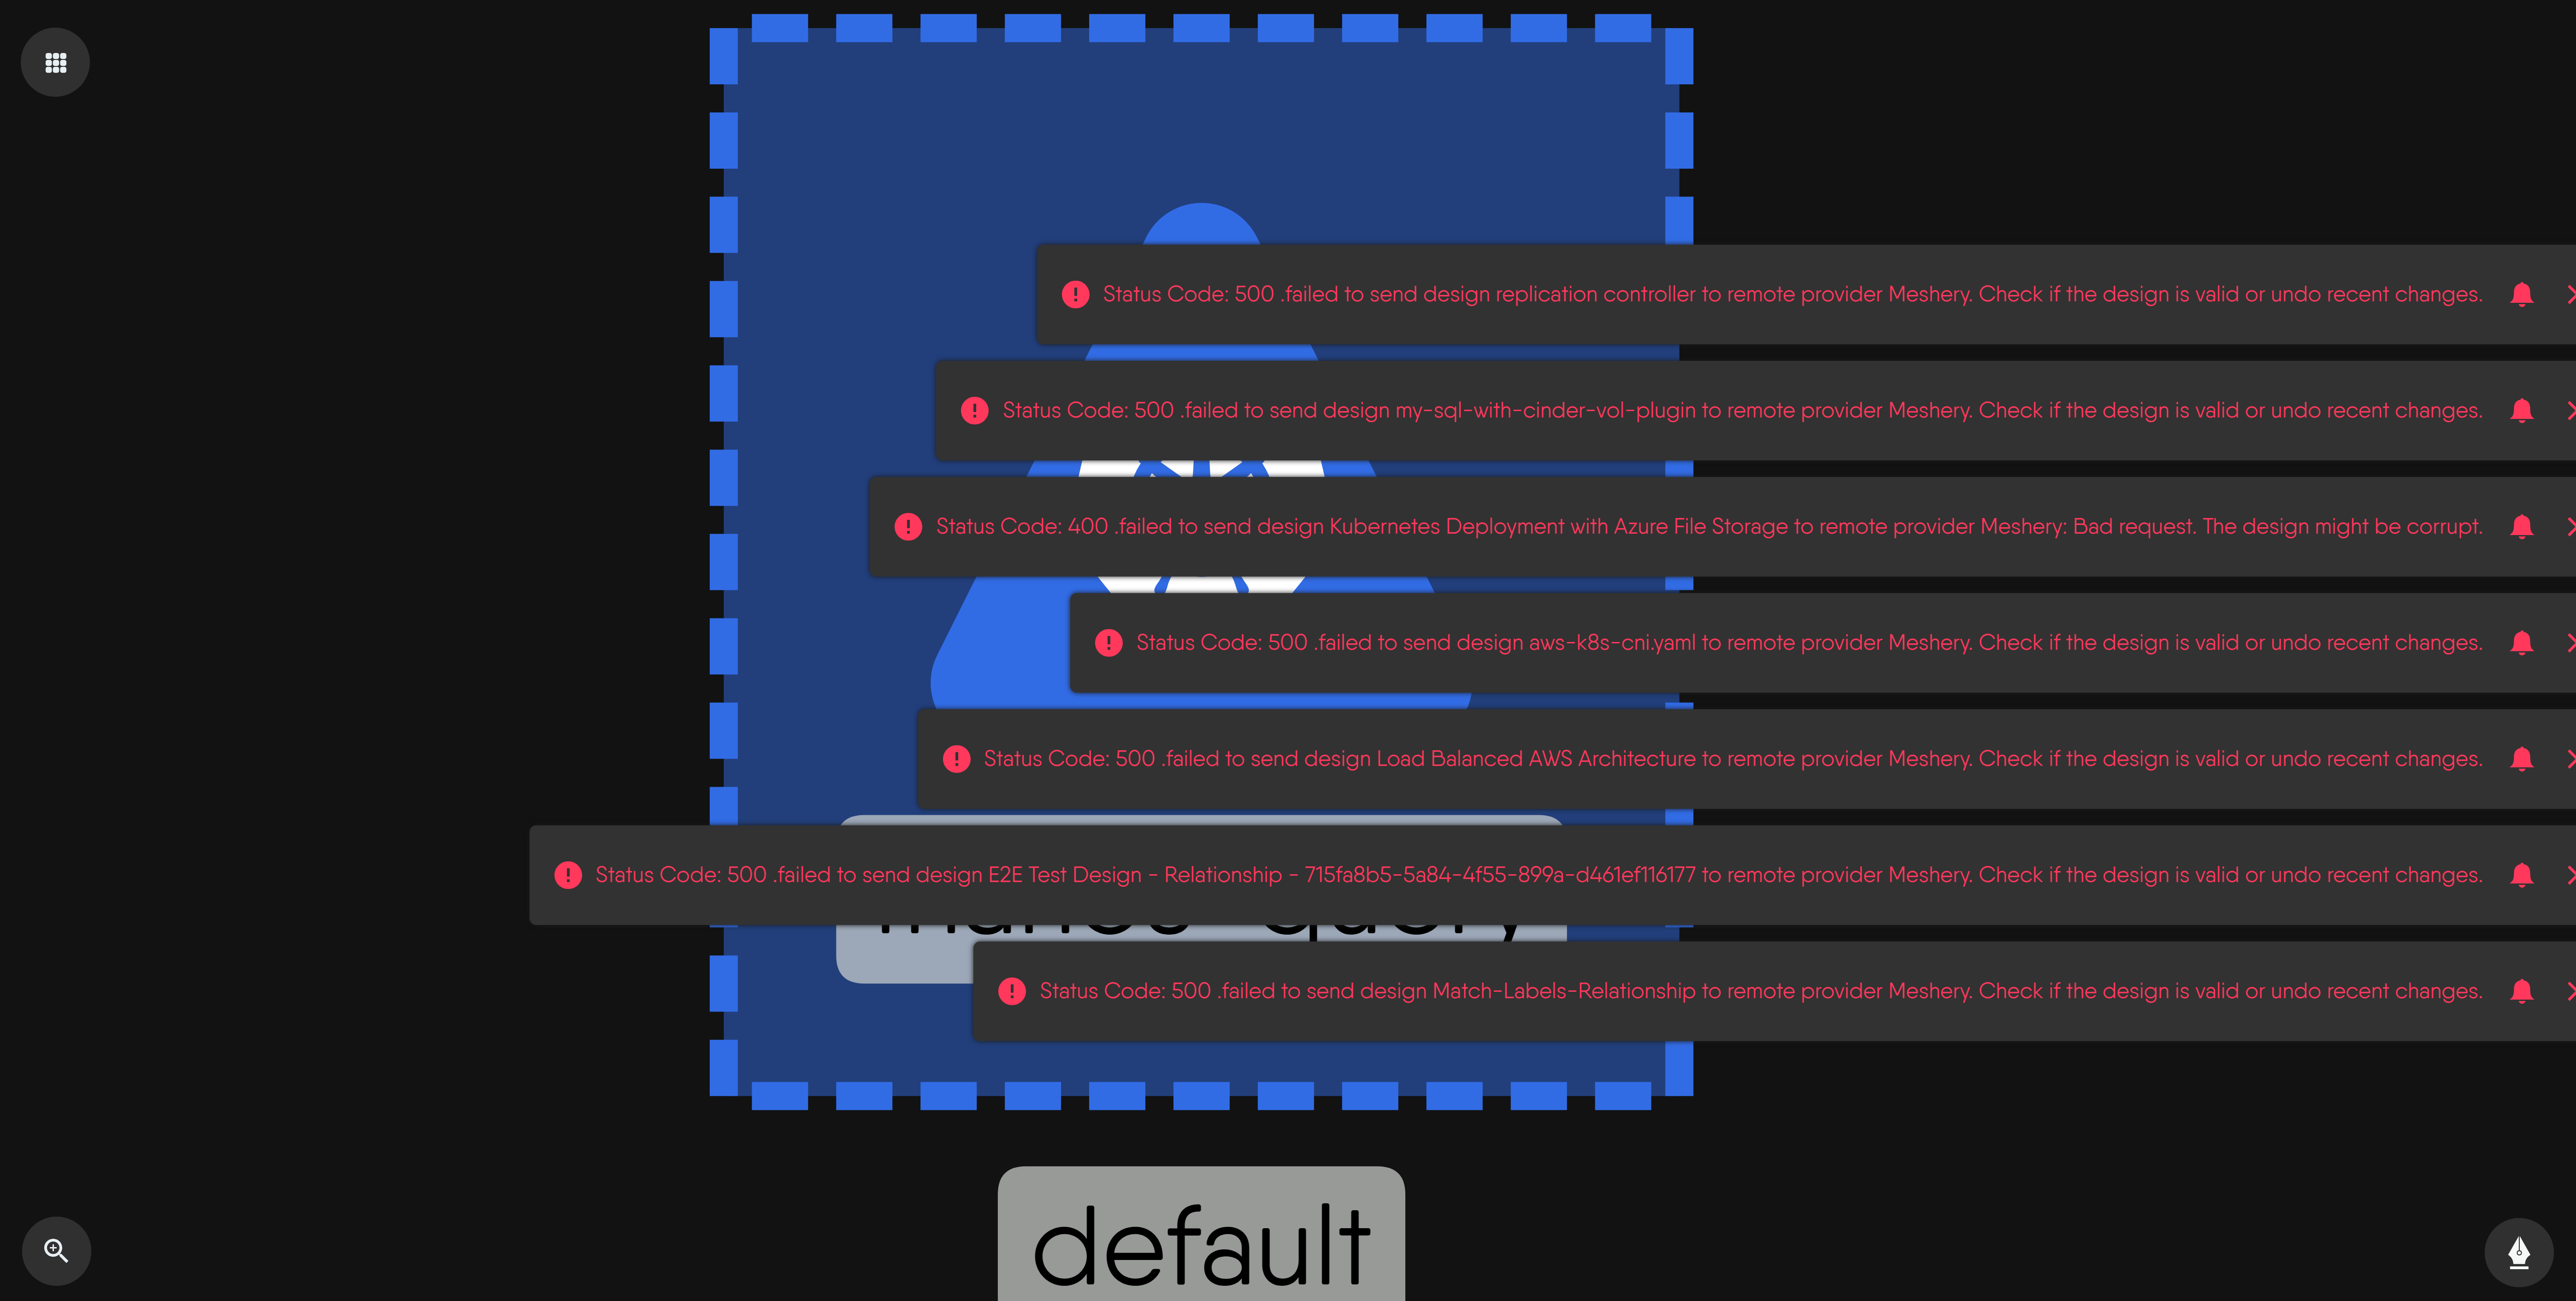 Status Code: 500 .failed to send design replication controller to remote provider Meshery. Check if the design is valid or undo recent changes.
Status Code: 500 .failed to send design my-sql-with-cinder-vol-plugin to remote provider Meshery. Check if the design is valid or undo recent changes.
Status Code: 400 .failed to send design Kubernetes Deployment with Azure File Storage to remote provider Meshery: Bad request. The design might be corrupt.
Status Code: 500 .failed to send design aws-k8s-cni.yaml to remote provider Meshery. Check if the design is valid or undo recent changes.
Status Code: 500 .failed to send design Load Balanced AWS Architecture to remote provider Meshery. Check if the design is valid or undo recent changes.
Status Code: 500 .failed to send design E2E Test Design - Relationship - 715fa8b5-5a84-4f55-899a-d461ef116177 to remote provider Meshery. Check if the design is valid or undo recent changes.
Status Code: 500 .failed to send design Match-Labels-Relationship to remote provider Meshery. Check if the design is valid or undo recent changes.
default